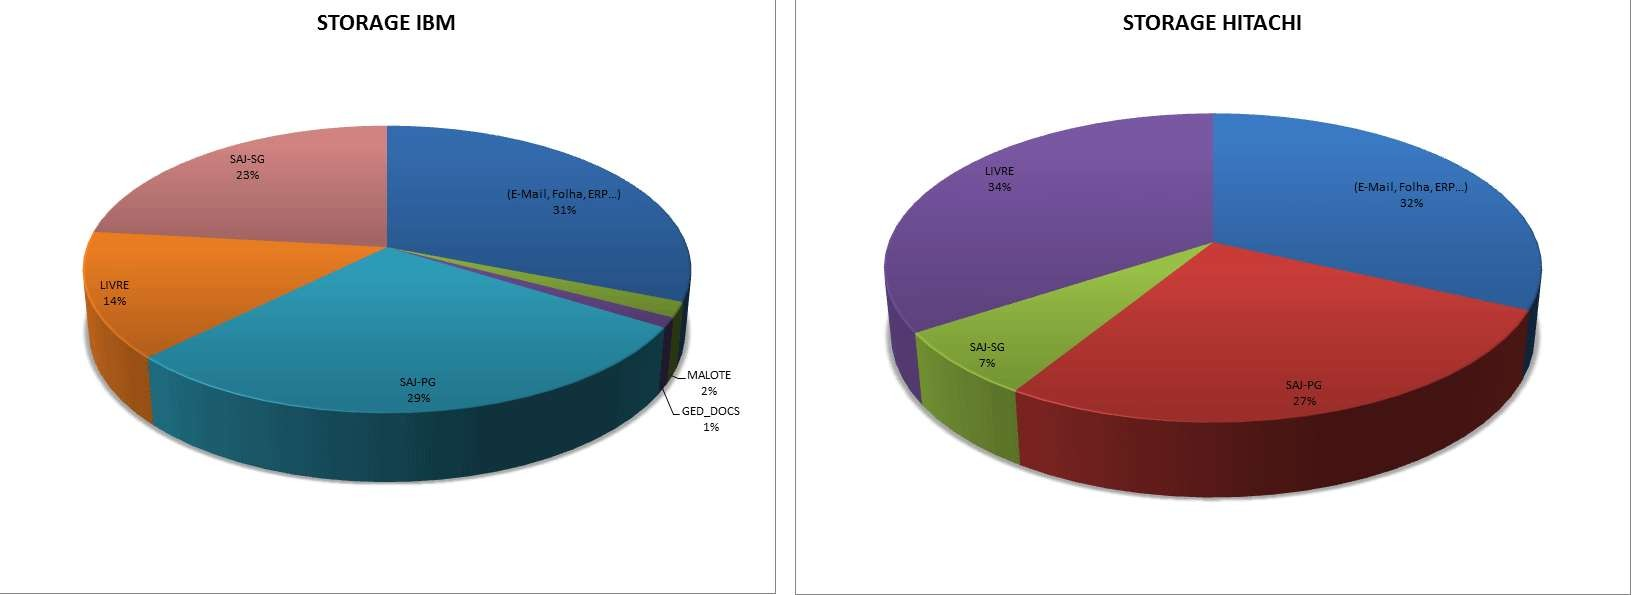 STORAGE IBM
SAJ-SG
23%
(E-Mail, Folha, ERP...)
31%
LIVRE
14%
SAJ-PG
29%
MALOTE
2%
GED_DOCS
1%
STORAGE HITACHI
LIVRE
34%
(E-Mail, Folha, ERP...)
32%
SAJ-SG
7%
SAJ-PG
27%